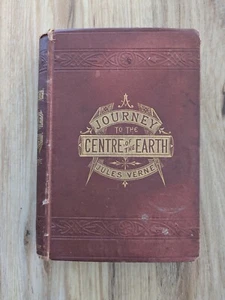 A
JOURNEY
TO THE
CENTRE OF THE EARTH
JULES VERNE